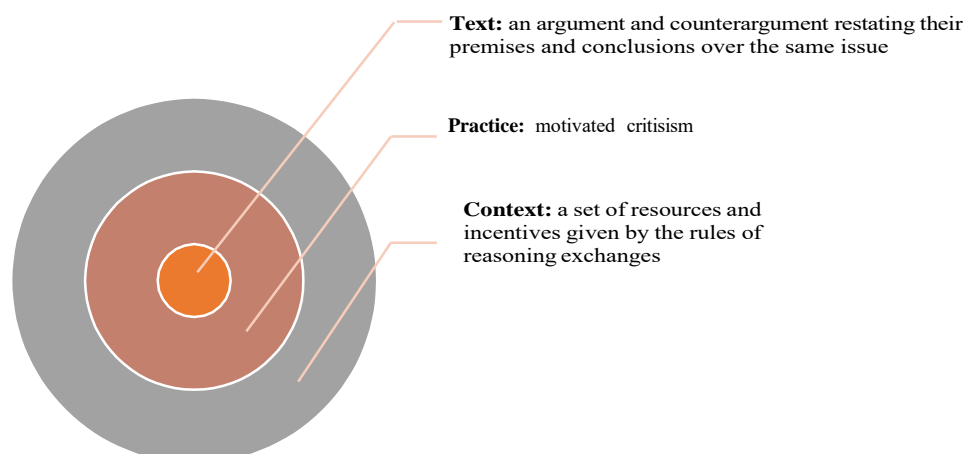 Text: an argument and counterargument restating their
premises and conclusions over the same issue
Practice: motivated critisism
Context: a set of resources and
incentives given by the rules of
reasoning exchanges